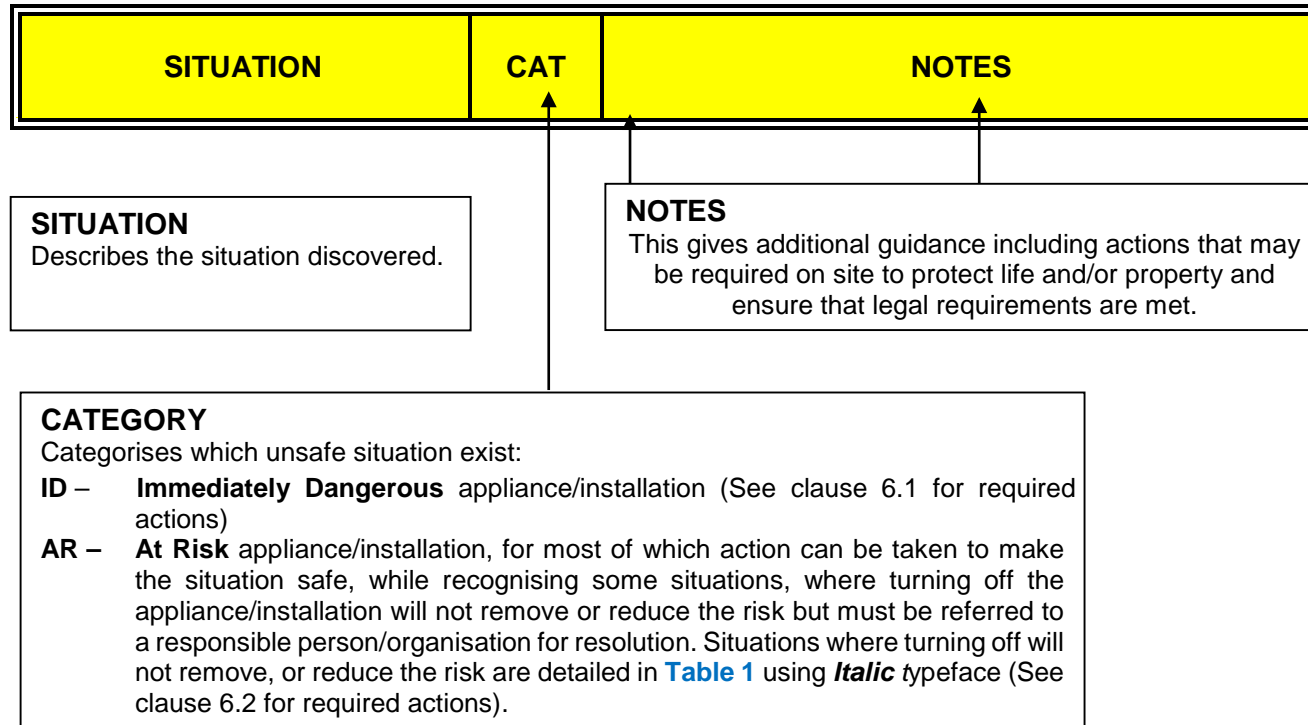 SITUATION CAT NOTES
SITUATION
Describes the situation discovered.
NOTES
This gives additional guidance including actions that may
be required on site to protect life and/or property and
ensure that legal requirements are met.
CATEGORY
Categorises which unsafe situation exist:
ID – Immediately Dangerous appliance/installation (See clause 6.1 for required
actions)
AR – At Risk appliance/installation, for most of which action can be taken to make
the situation safe, while recognising some situations, where turning off the
appliance/installation will not remove or reduce the risk but must be referred to
a responsible person/organisation for resolution. Situations where turning off will
not remove, or reduce the risk are detailed in Table 1 using Italic typeface (See
clause 6.2 for required actions).